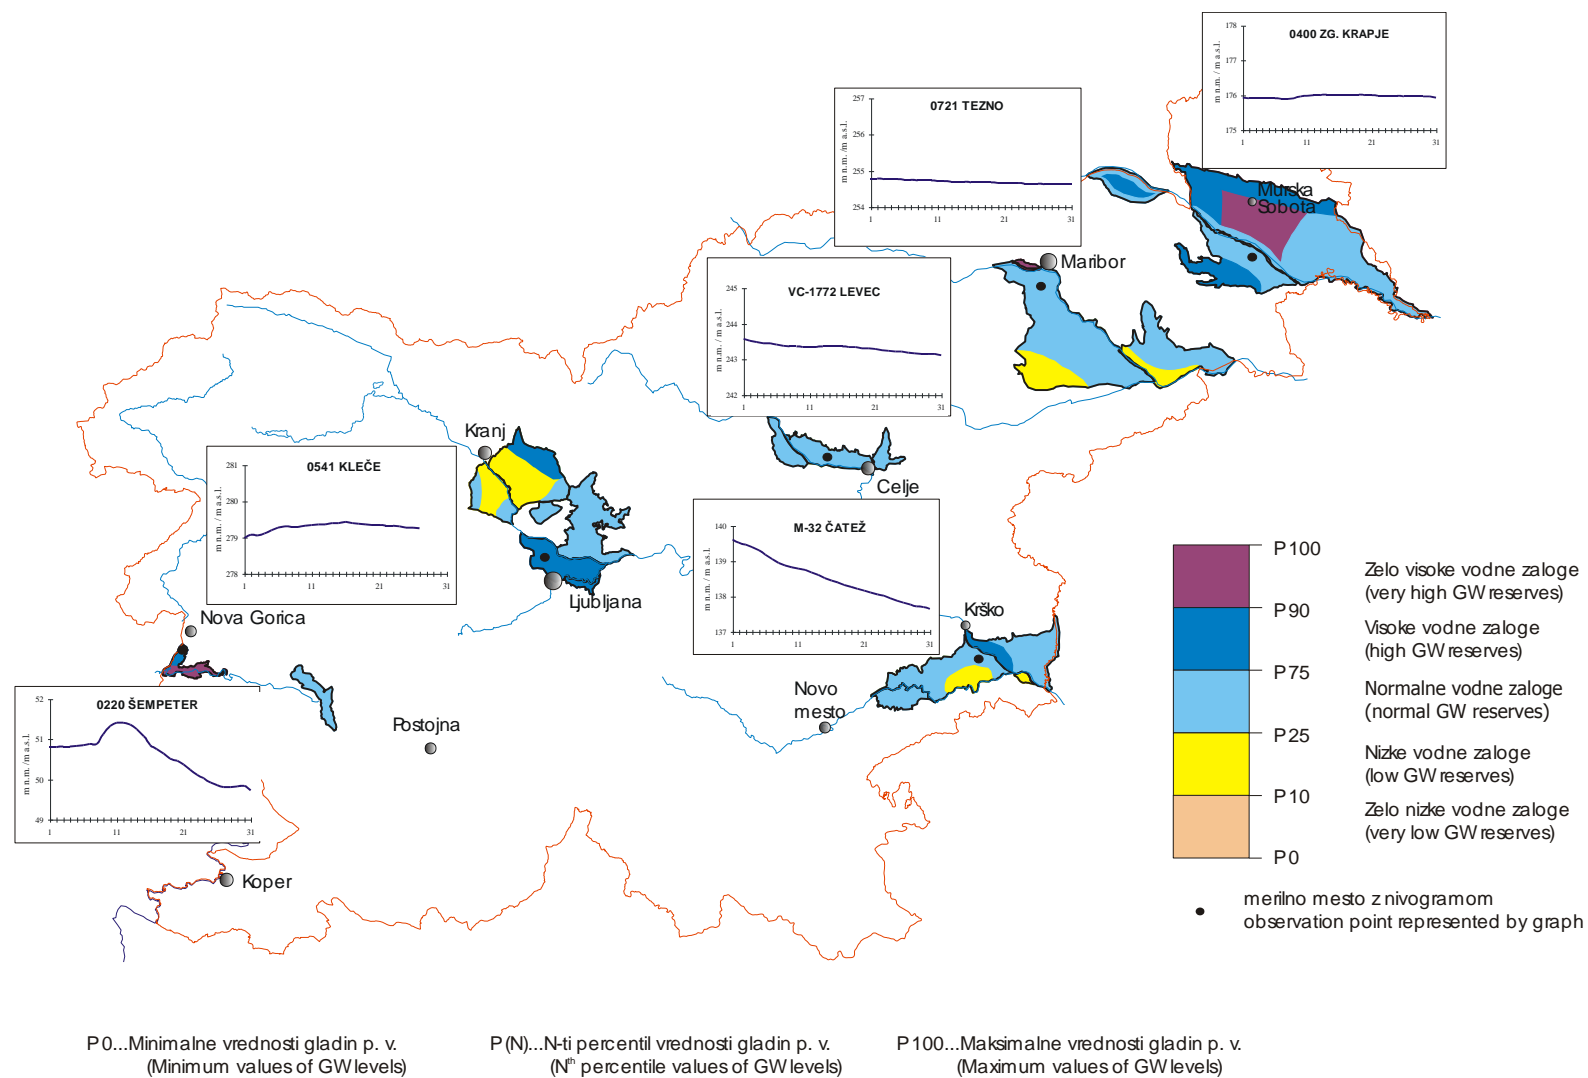 0400 ZG. KRAPJE
m n.m. / m a.s.l.
178
177
176
175
1 11 21 31
0721 TEZNO
m n.m. /m a.s.l.
257
256
255
254
1 11 21 31
Murska
Sobota
Maribor
VC-1772 LEVEC
m n.m. / m a.s.l.
245
244
243
242
1 11 21 31
Kranj
Celje
0541 KLEČE
m n.m. / m a.s.l.
281
280
279
278
1 11 21 31
M-32 ČATEŽ
m n.m. / m a.s.l.
140
139
138
137
1 11 21 31
Ljubljana
Krško
Nova Gorica
Novo
mesto
Postojna
0220 ŠEMPETER
m n.m. / m a.s.l.
52
51
50
49
1 11 21 31
Koper
P100
Zelo visoke vodne zaloge
(very high GW reserves)
P90
Visoke vodne zaloge
(high GW reserves)
P75
Normalne vodne zaloge
(normal GW reserves)
P25
Nizke vodne zaloge
(low GW reserves)
P10
Zelo nizke vodne zaloge
(very low GW reserves)
P0
merilno mesto z nivogramom
observation point represented by graph
P0...Minimalne vrednosti gladin p. v.
(Minimum values of GW levels)
P(N)...N-ti percentil vrednosti gladin p. v.
(Nth percentile values of GW levels)
P100...Maksimalne vrednosti gladin p. v.
(Maximum values of GW levels)